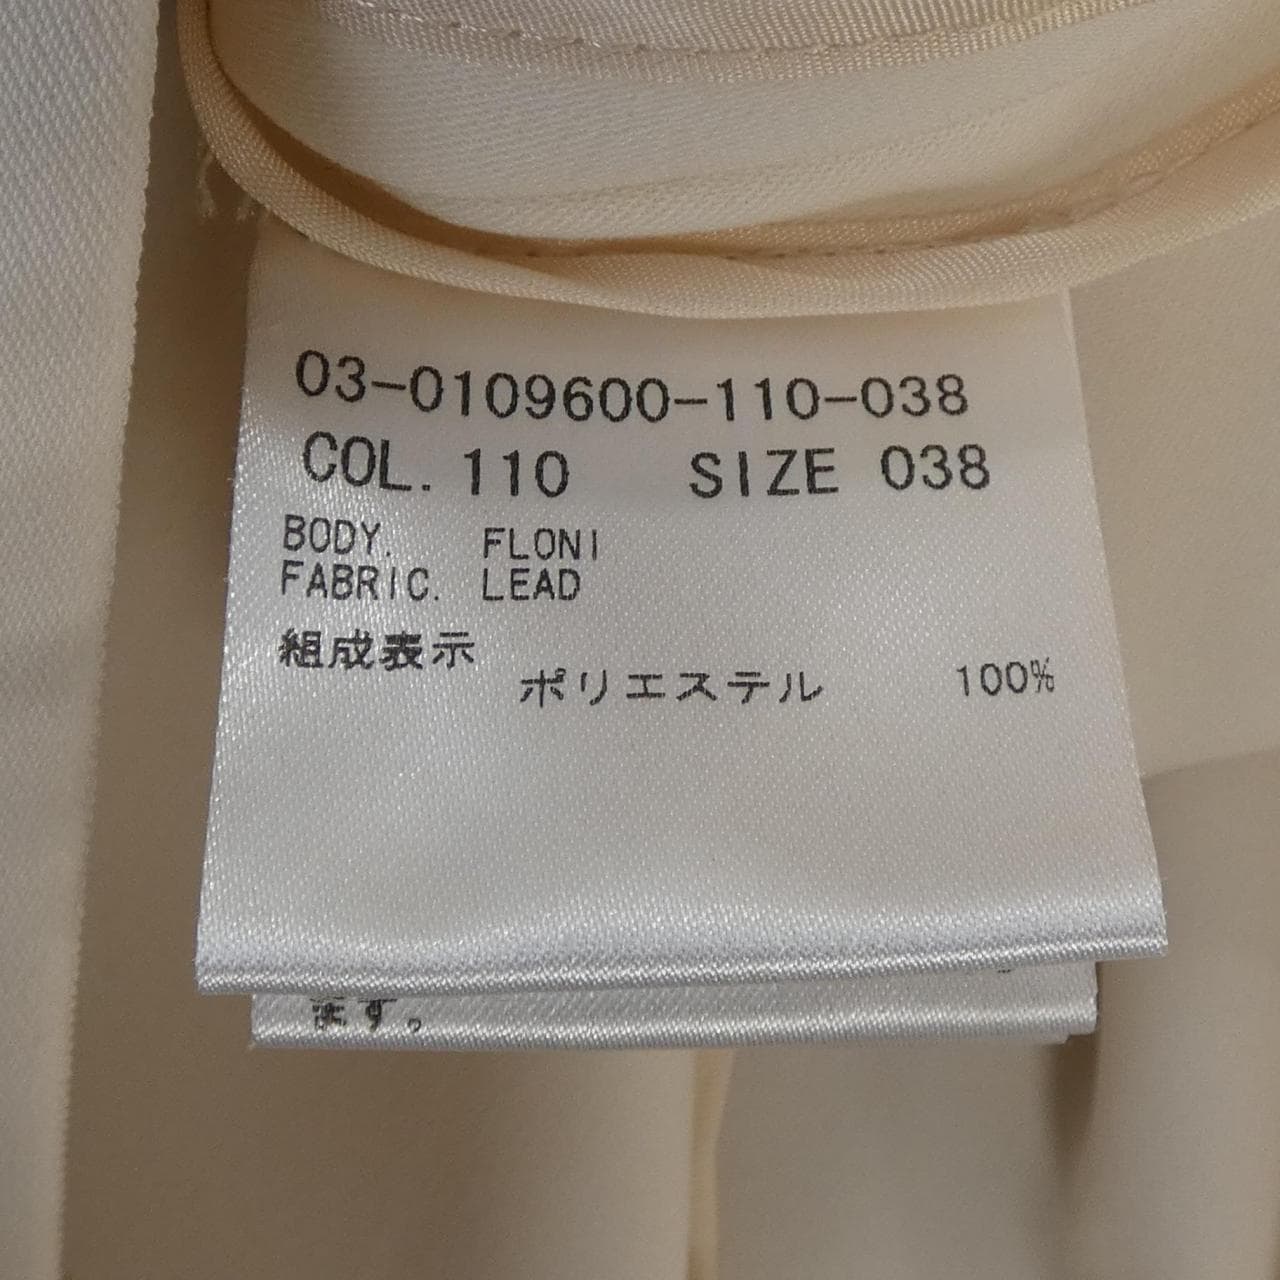 03-0109600-110-038
COL. 110 SIZE 038
BODY. FLONI
FABRIC. LEAD
組成表示
ポリエステル 100%
ます。